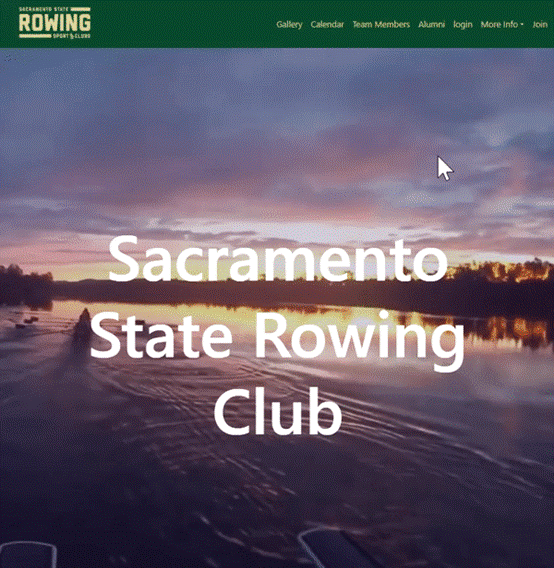 SACRAMENTO STATE
ROWING
SPORT CLUBS
Gallery Calendar Team Members Alumni login More Info Join
Sacramento
State Rowing
Club